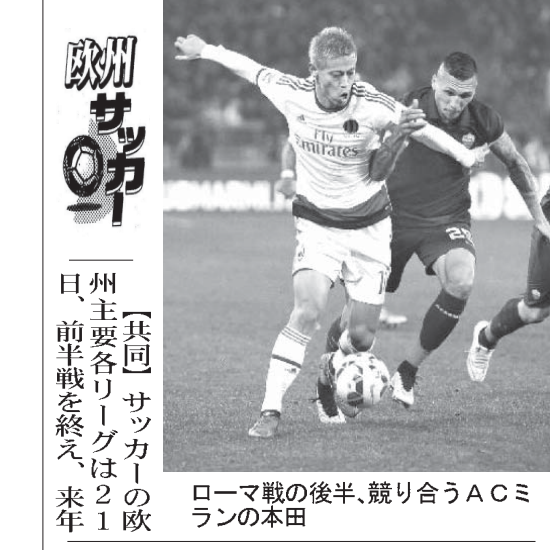 欧州
サッカー
【共同】サッカーの欧
州主要各リーグは21
日、前半戦を終え、来年
Fly
Emirates
ローマ戦の後半、競り合うACミ
ランの本田